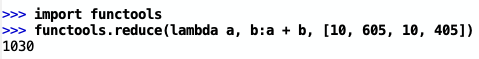 >>> import functools
>>> functools.reduce(lambda a, b:a + b, [10, 605, 10, 405])
1030